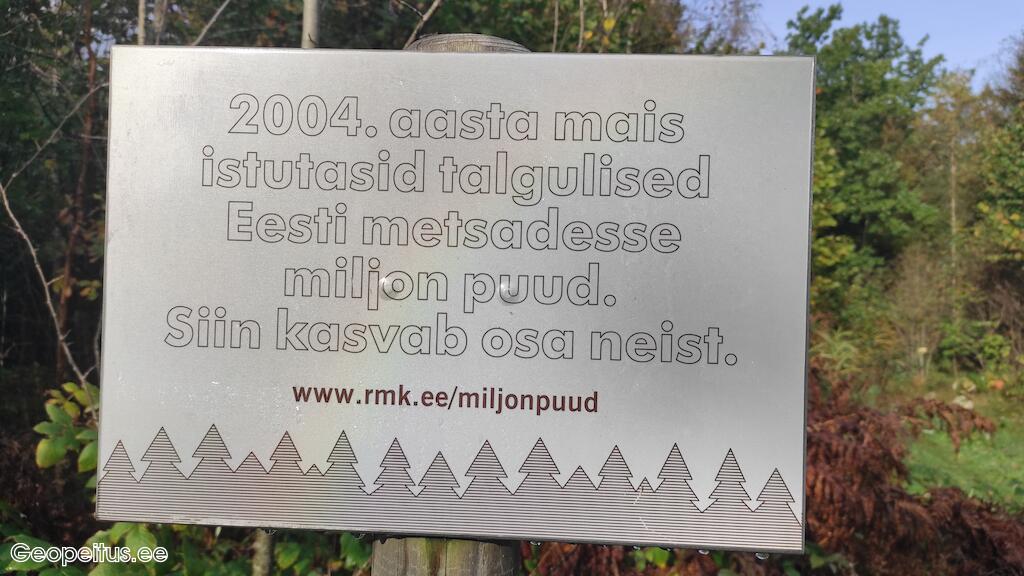 2004. aasta mais
istutasid talgulised
Eesti metsadesse
miljon puud.
Siin kasvab osa neist.
www.rmk.ee/miljonpuud
Geopeitus.ee